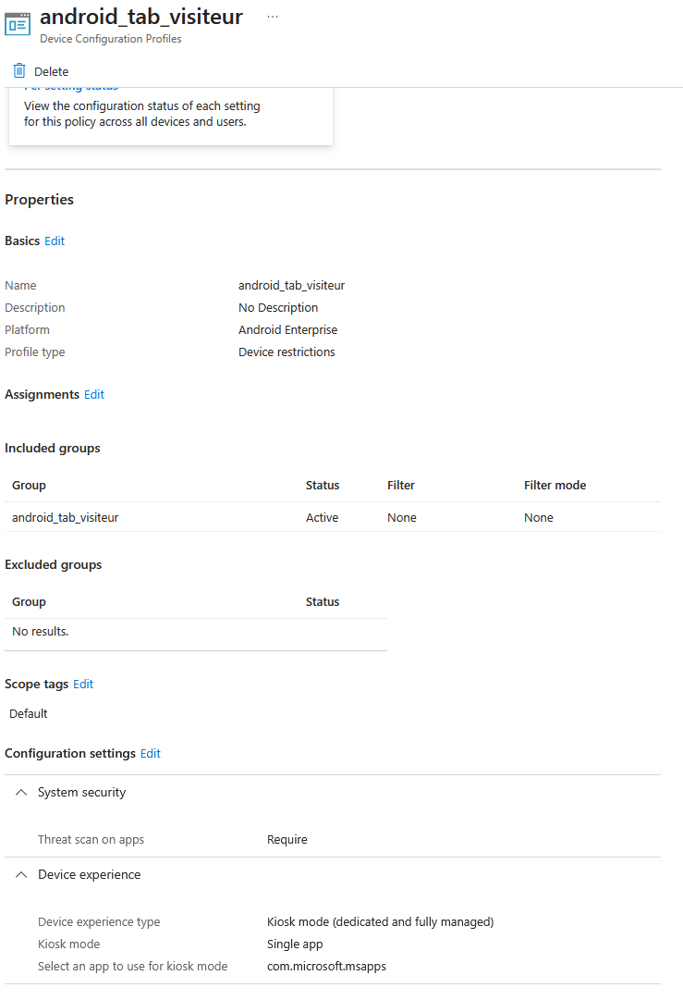 android_tab_visiteur ...
Device Configuration Profiles
Delete
Per setting status
View the configuration status of each setting
for this policy across all devices and users.
Properties
Basics Edit
Name android_tab_visiteur
Description No Description
Platform Android Enterprise
Profile type Device restrictions
Assignments Edit
Included groups
Group Status Filter Filter mode
android_tab_visiteur Active None None
Excluded groups
Group Status
No results.
Scope tags Edit
Default
Configuration settings Edit
System security
Threat scan on apps Require
Device experience
Device experience type Kiosk mode (dedicated and fully managed)
Kiosk mode Single app
Select an app to use for kiosk mode com.microsoft.msapps